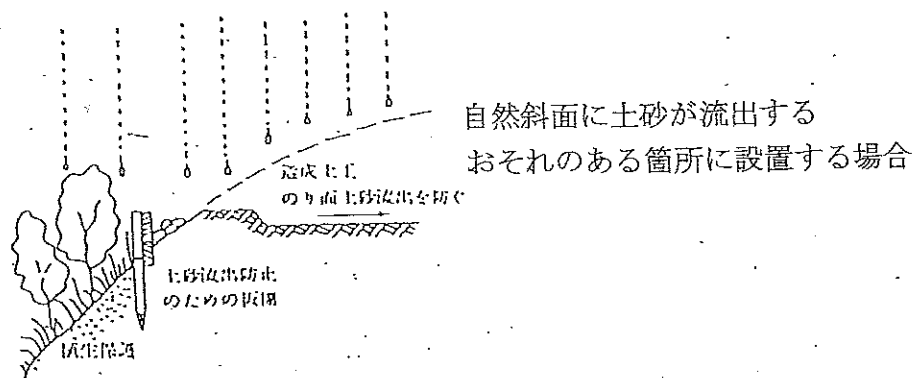 自然斜面に土砂が流出する
おそれのある箇所に設置する場合
造成土工
のり面土砂流出を防ぐ
土砂流出防止
のための板柵